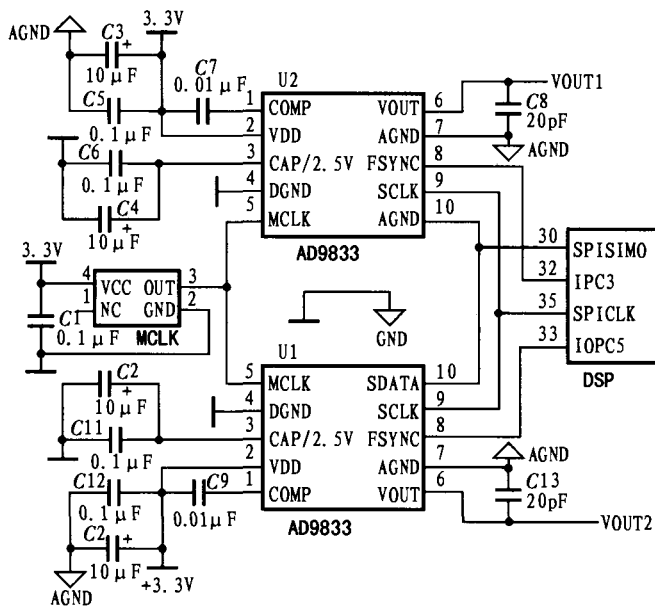 AGND
3.3V
C3
+
10μF
C7
0.01μF
C5
0.1μF
C6
0.1μF
C4
+
10μF
U2
1 COMP VOUT 6
2 VDD AGND 7
3 CAP/2.5V FSYNC 8
4 DGND SCLK 9
5 MCLK AGND 10
AD9833
VOUT1
C8
20pF
AGND
3.3V
4 VCC OUT 3
1 NC GND 2
MCLK
C1
0.1μF
GND
30 SPISIMO
32 IPC3
35 SPICLK
33 IOPC5
DSP
U1
5 MCLK SDATA 10
4 DGND SCLK 9
3 CAP/2.5V FSYNC 8
2 VDD AGND 7
1 COMP VOUT 6
AD9833
C2
+
10μF
C11
0.1μF
C12
0.1μF
C9
0.01μF
C2
+
10μF
AGND
+3.3V
AGND
C13
20pF
VOUT2